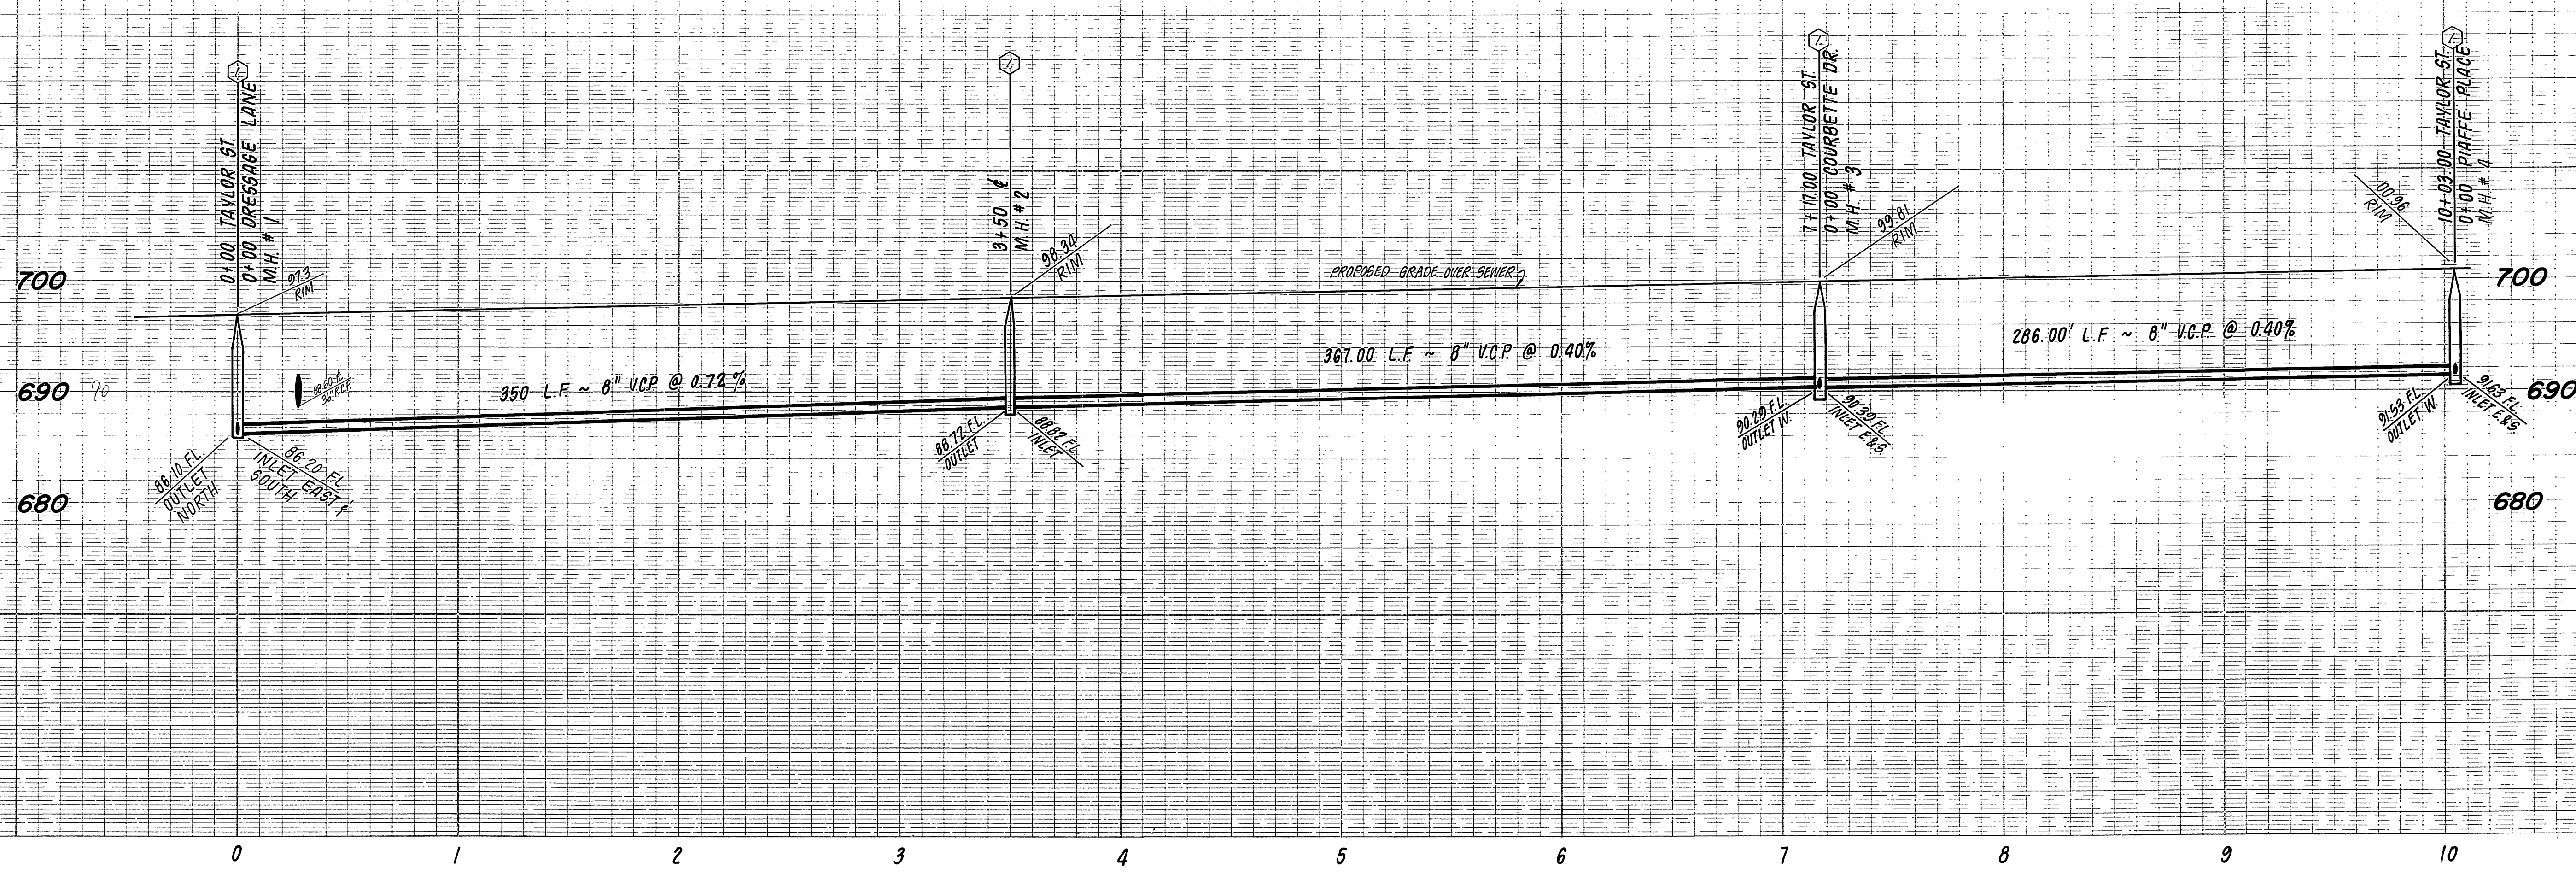 0+00 TAYLOR ST.
0+00 DRESSAGE LANE
M.H. # 1
97.3
RIM
3+50 ⅊
M.H. # 2
98.34
RIM
7+17.00 TAYLOR ST.
0+00 COURBETTE DR.
M.H. # 3
99.81
RIM
10+03.00 TAYLOR ST.
0+00 PIAFFE PLACE
M.H. # 4
00.96
RIM
700
PROPOSED GRADE OVER SEWER
700
690
90
88.60 ⅊
36" R.C.P.
350 L.F. ~ 8" V.C.P. @ 0.72%
367.00 L.F. ~ 8" V.C.P. @ 0.40%
286.00' L.F. ~ 8" V.C.P. @ 0.40%
690
86.10 F.L.
OUTLET
NORTH
86.20 F.L.
INLET EAST &
SOUTH
88.72 F.L.
OUTLET
88.82 F.L.
INLET
90.29 F.L.
OUTLET W.
90.39 F.L.
INLET E.&S.
91.53 F.L.
OUTLET W.
91.63 F.L.
INLET E.&S.
680
680
0 1 2 3 4 5 6 7 8 9 10